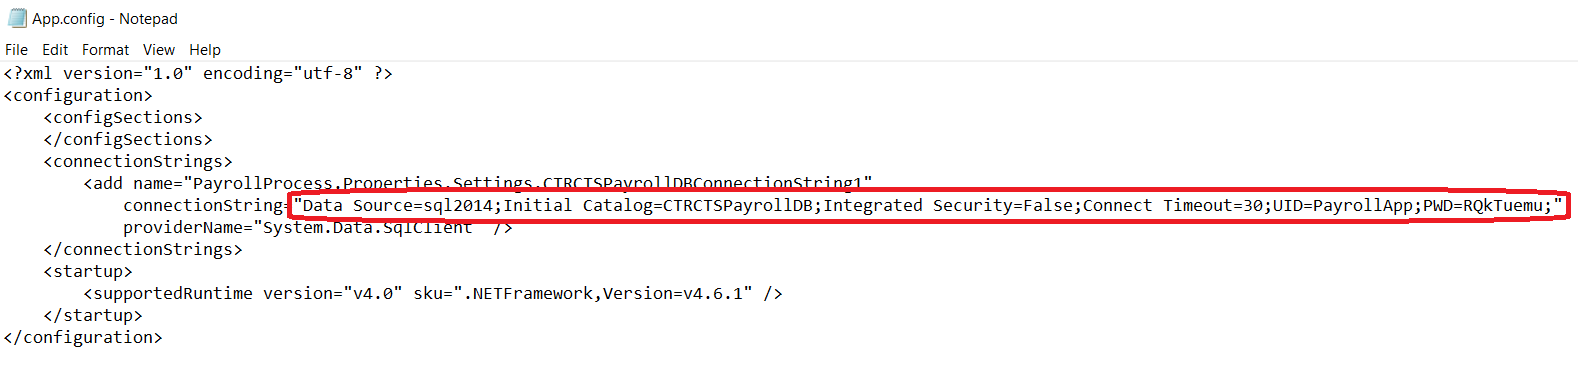 App.config - Notepad
File Edit Format View Help
<?xml version="1.0" encoding="utf-8" ?>
<configuration>
    <configSections>
    </configSections>
    <connectionStrings>
        <add name="PayrollProcess.Properties.Settings.CTRCTSPayrollDBConnectionString1"
            connectionString="Data Source=sql2014;Initial Catalog=CTRCTSPayrollDB;Integrated Security=False;Connect Timeout=30;UID=PayrollApp;PWD=RQkTuemu;"
            providerName="System.Data.SqlClient" />
    </connectionStrings>
    <startup>
        <supportedRuntime version="v4.0" sku=".NETFramework,Version=v4.6.1" />
    </startup>
</configuration>